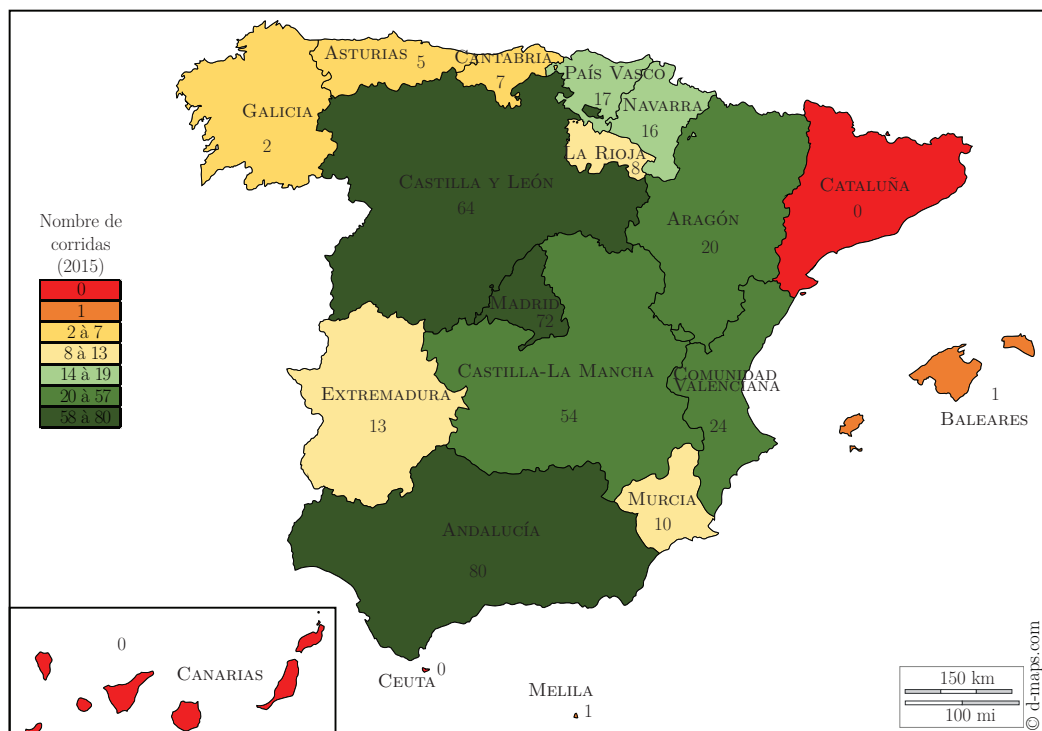 Asturias 5
Cantabria
7
País Vasco
17
Navarra
16
Galicia
2
La Rioja
8
Castilla y León
64
Cataluña
0
Aragón
20
Nombre de
corridas
(2015)
0
1
2 à 7
8 à 13
14 à 19
20 à 57
58 à 80
Madrid
72
Castilla-La Mancha
54
Comunidad
Valenciana
24
Extremadura
13
1
Baleares
Murcia
10
Andalucía
80
0
Canarias
Ceuta 0
Melila
1
150 km
100 mi
© d-maps.com